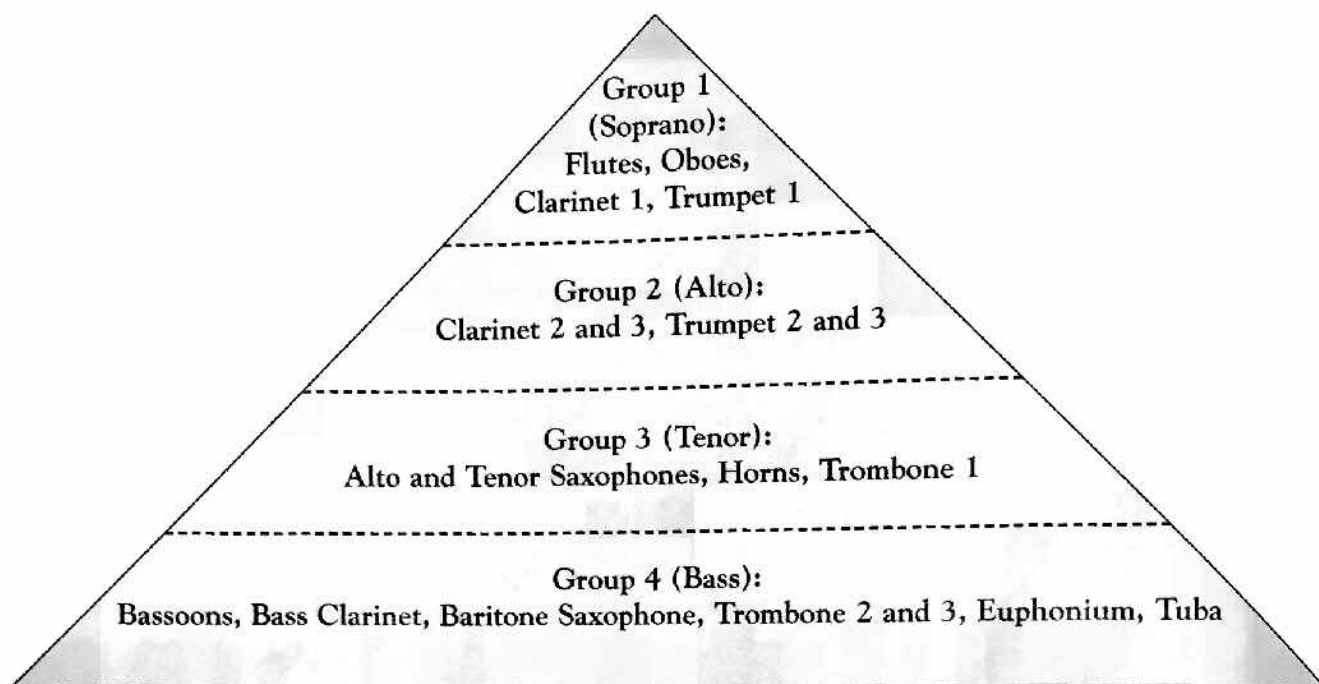 Group 1
(Soprano):
Flutes, Oboes,
Clarinet 1, Trumpet 1
Group 2 (Alto):
Clarinet 2 and 3, Trumpet 2 and 3
Group 3 (Tenor):
Alto and Tenor Saxophones, Horns, Trombone 1
Group 4 (Bass):
Bassoons, Bass Clarinet, Baritone Saxophone, Trombone 2 and 3, Euphonium, Tuba